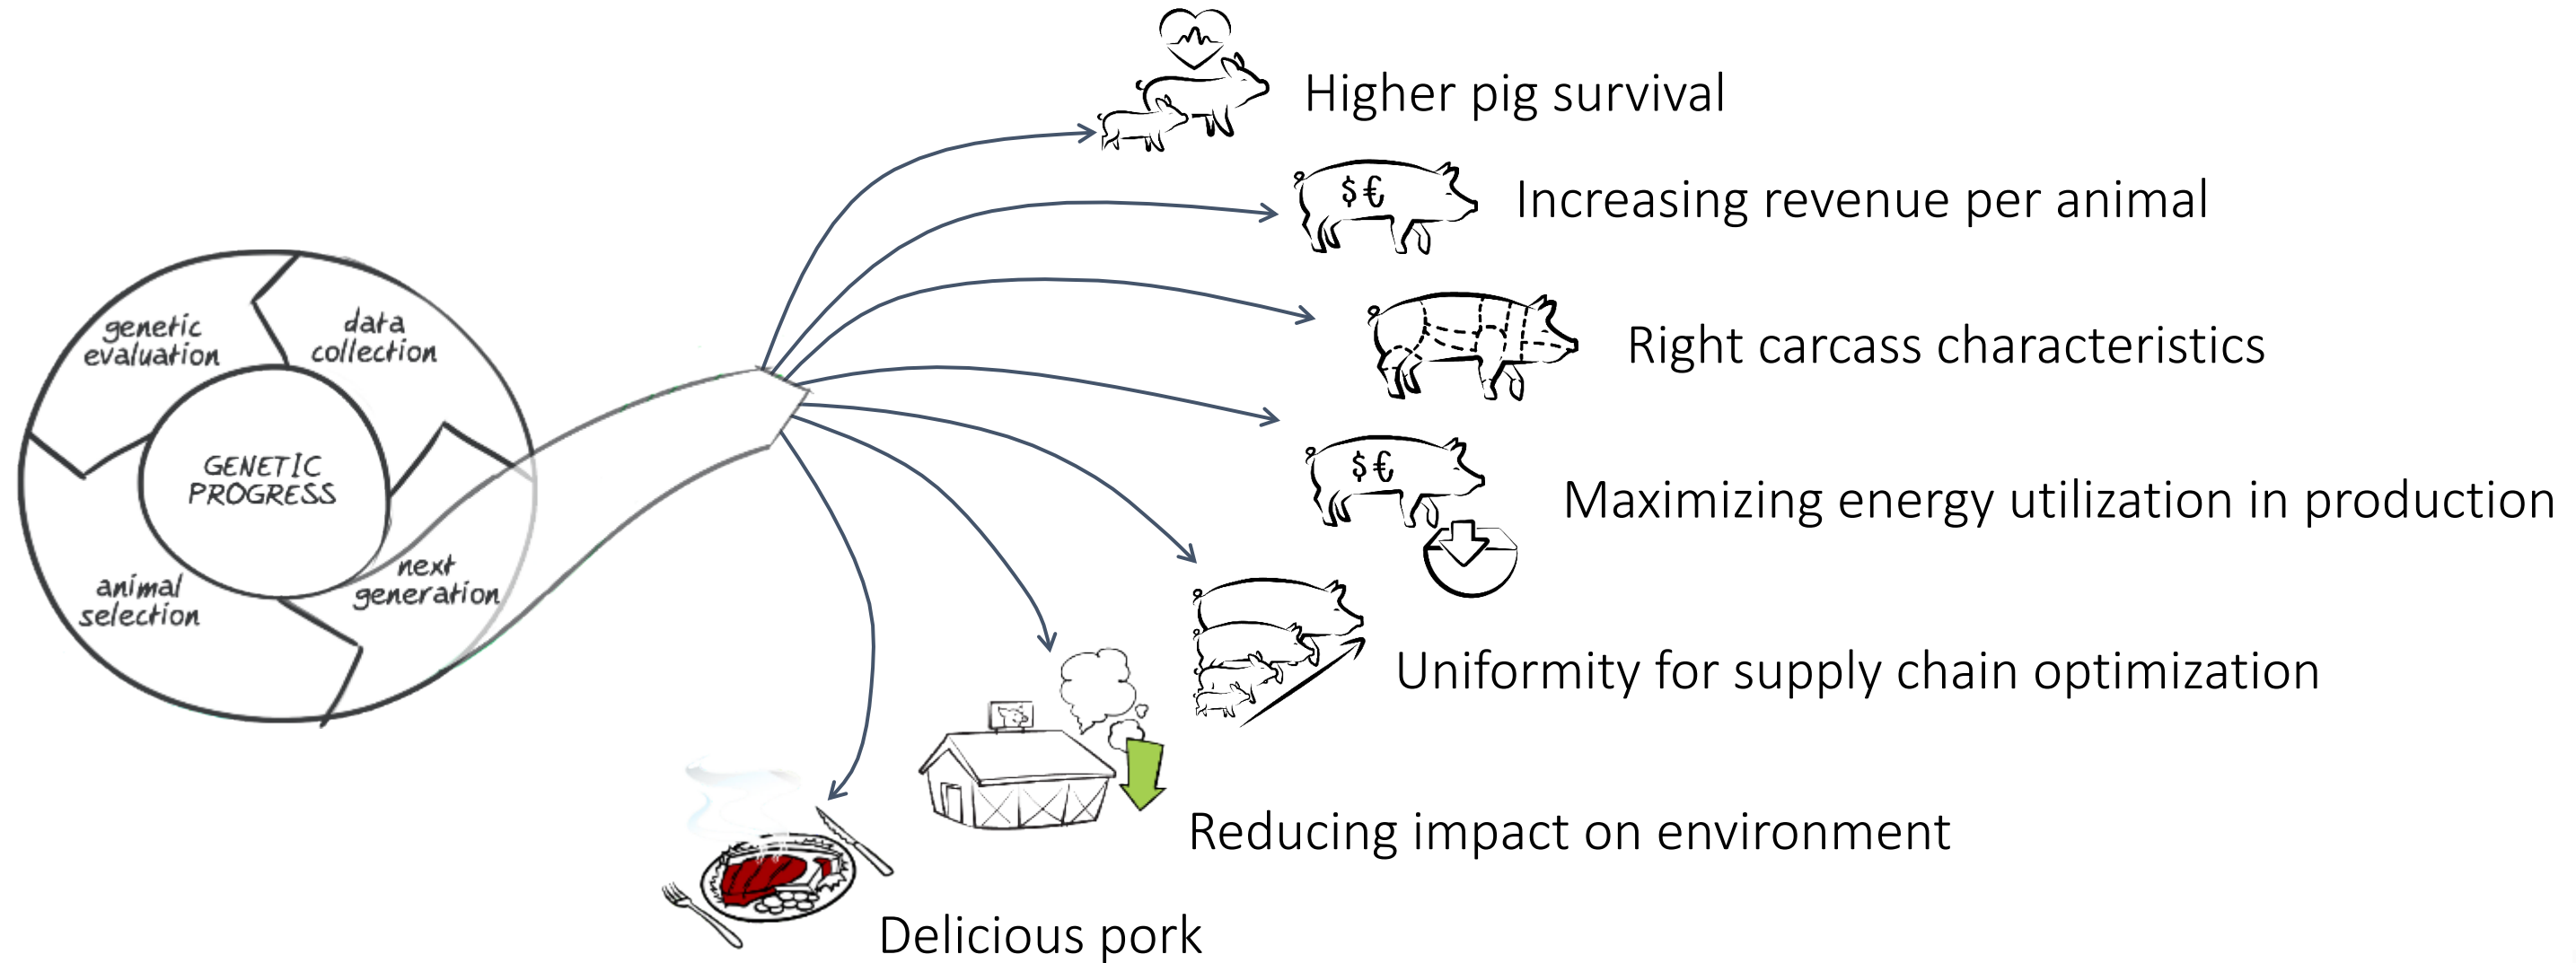 genetic
evaluation
data
collection
GENETIC
PROGRESS
animal
selection
next
generation
Higher pig survival
$ €
Increasing revenue per animal
Right carcass characteristics
$ €
Maximizing energy utilization in production
Uniformity for supply chain optimization
Reducing impact on environment
Delicious pork